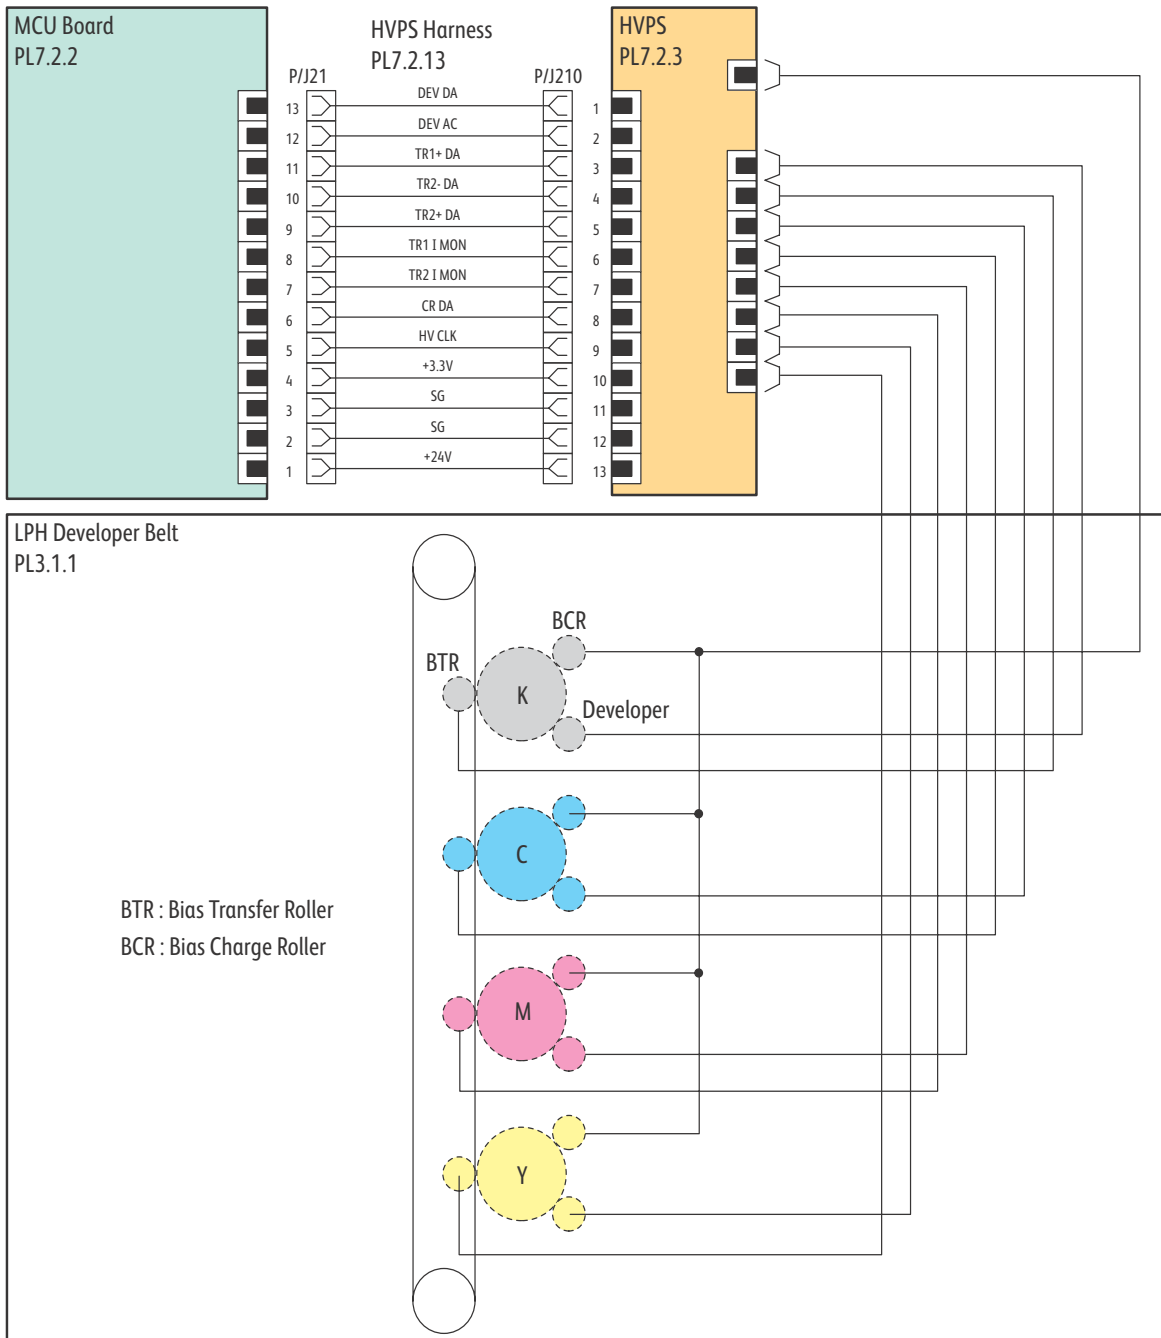 MCU Board
PL7.2.2
HVPS Harness
PL7.2.13
HVPS
PL7.2.3
P/J21
P/J210
13 DEV DA 1
12 DEV AC 2
11 TR1+ DA 3
10 TR2- DA 4
9 TR2+ DA 5
8 TR1 I MON 6
7 TR2 I MON 7
6 CR DA 8
5 HV CLK 9
4 +3.3V 10
3 SG 11
2 SG 12
1 +24V 13
LPH Developer Belt
PL3.1.1
BCR
BTR
K
Developer
C
BTR : Bias Transfer Roller
BCR : Bias Charge Roller
M
Y